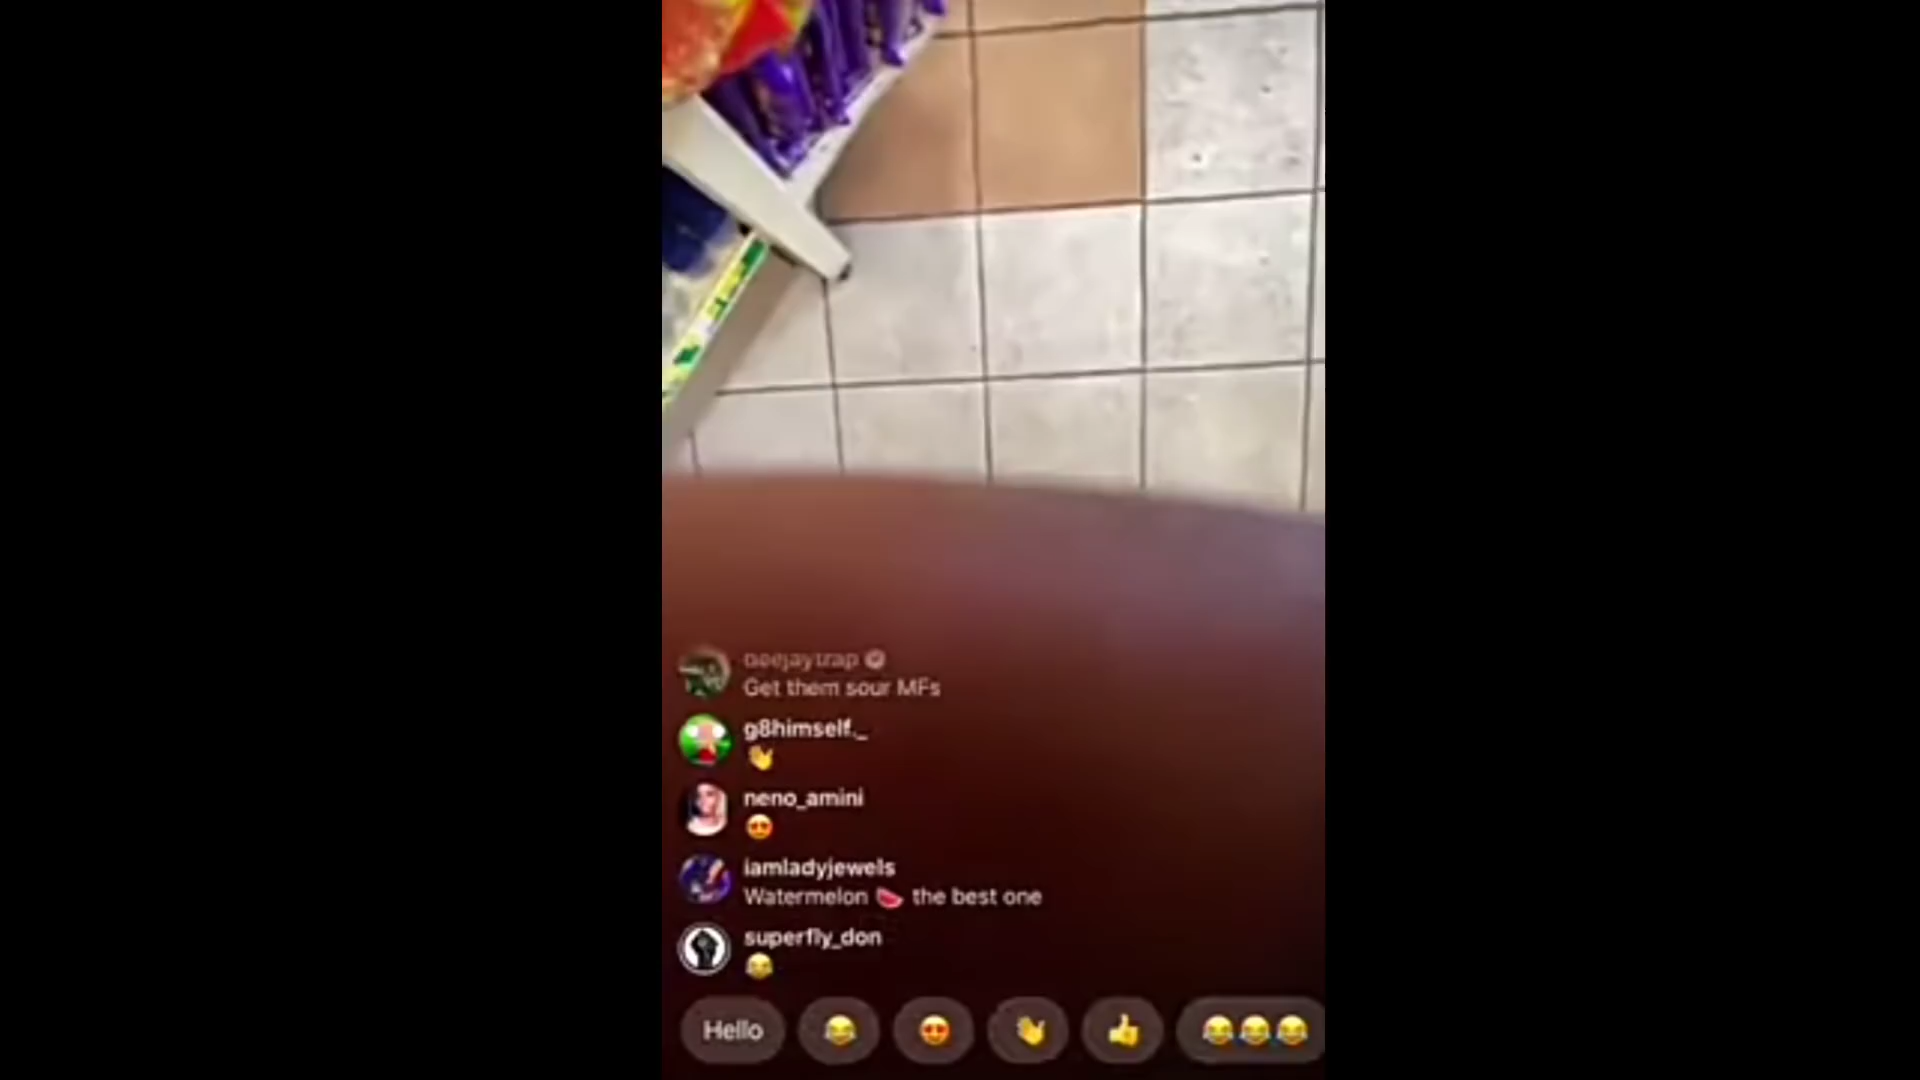 Get them sour MFs
g8himself._
👋
neno_amini
😍
iamladyjewels
Watermelon 🍉 the best one
superfly_don
😂
Hello 😂 😍 👋 👍 😂😂😂